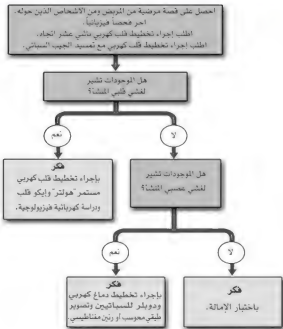 احصل على قصة مرضية من المريض ومن الأشخاص الذين حوله.
اجرِ فحصاً فيزيائياً.
اطلب إجراء تخطيط قلب كهربي باثني عشر اتجاه.
اطلب إجراء تخطيط قلب كهربي مع تمسيد الجيب السباتي.
هل الموجودات تشير
لغشي قلبي المنشأ؟
نعم
لا
فكر
بإجراء تخطيط قلب كهربي
مستمر "هولتر" وإيكو قلب
ودراسة كهربائية فيزيولوجية.
هل الموجودات تشير
لغشي عصبي المنشأ؟
نعم
لا
فكر
بإجراء تخطيط دماغ كهربي
ودوبلر للسباتيين وتصوير
طبقي محوسب أو رنين مغناطيسي
فكر
باختبار الإمالة.